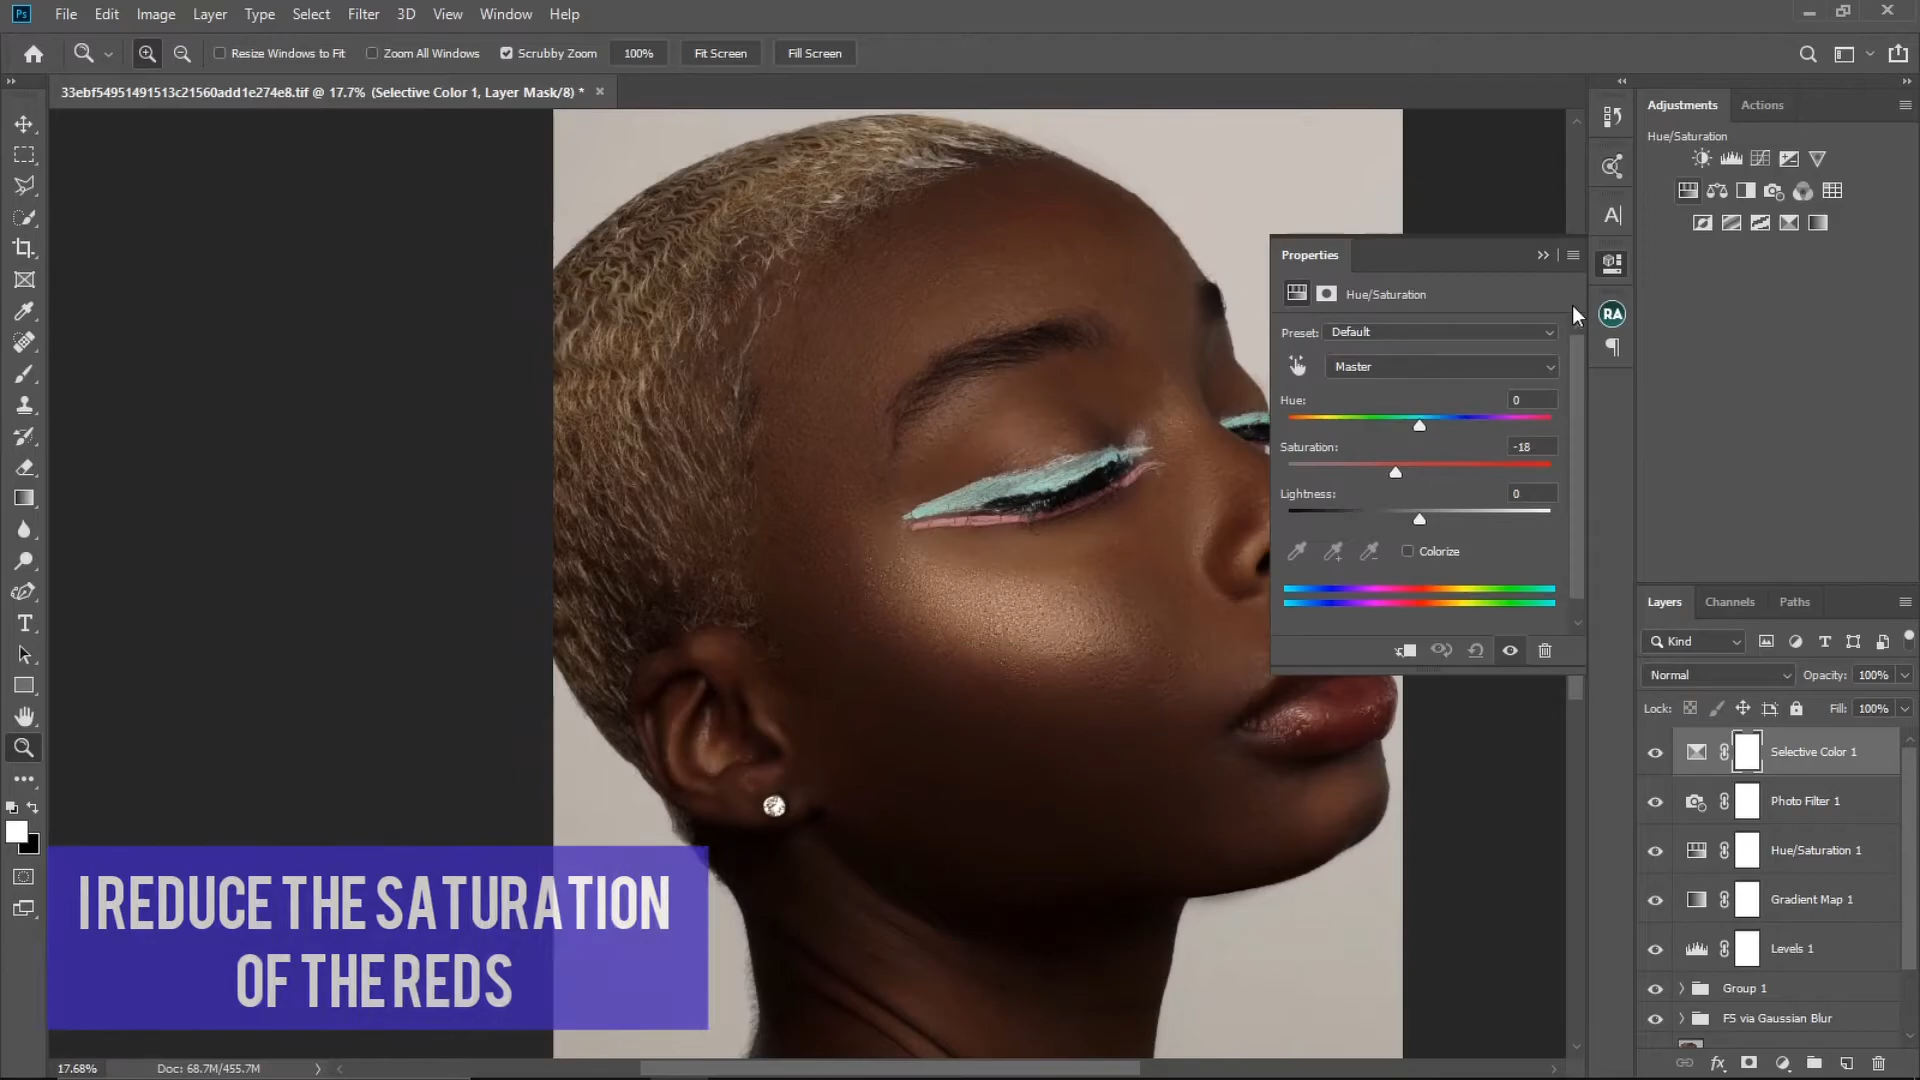 Ps File Edit Image Layer Type Select Filter 3D View Window Help
Resize Windows to Fit Zoom All Windows Scrubby Zoom 100% Fit Screen Fill Screen
33ebf54951491513c21560add1e274e8.tif @ 17.7% (Selective Color 1, Layer Mask/8) *
Adjustments Actions
Hue/Saturation
Properties
Hue/Saturation
Preset: Default
Master
Hue: 0
Saturation: -18
Lightness: 0
Colorize
RA
Layers Channels Paths
Kind
Normal Opacity: 100%
Lock: Fill: 100%
Selective Color 1
Photo Filter 1
Hue/Saturation 1
Gradient Map 1
Levels 1
Group 1
FS via Gaussian Blur
I REDUCE THE SATURATION
OF THE REDS
17.68% Doc: 68.7M/455.7M